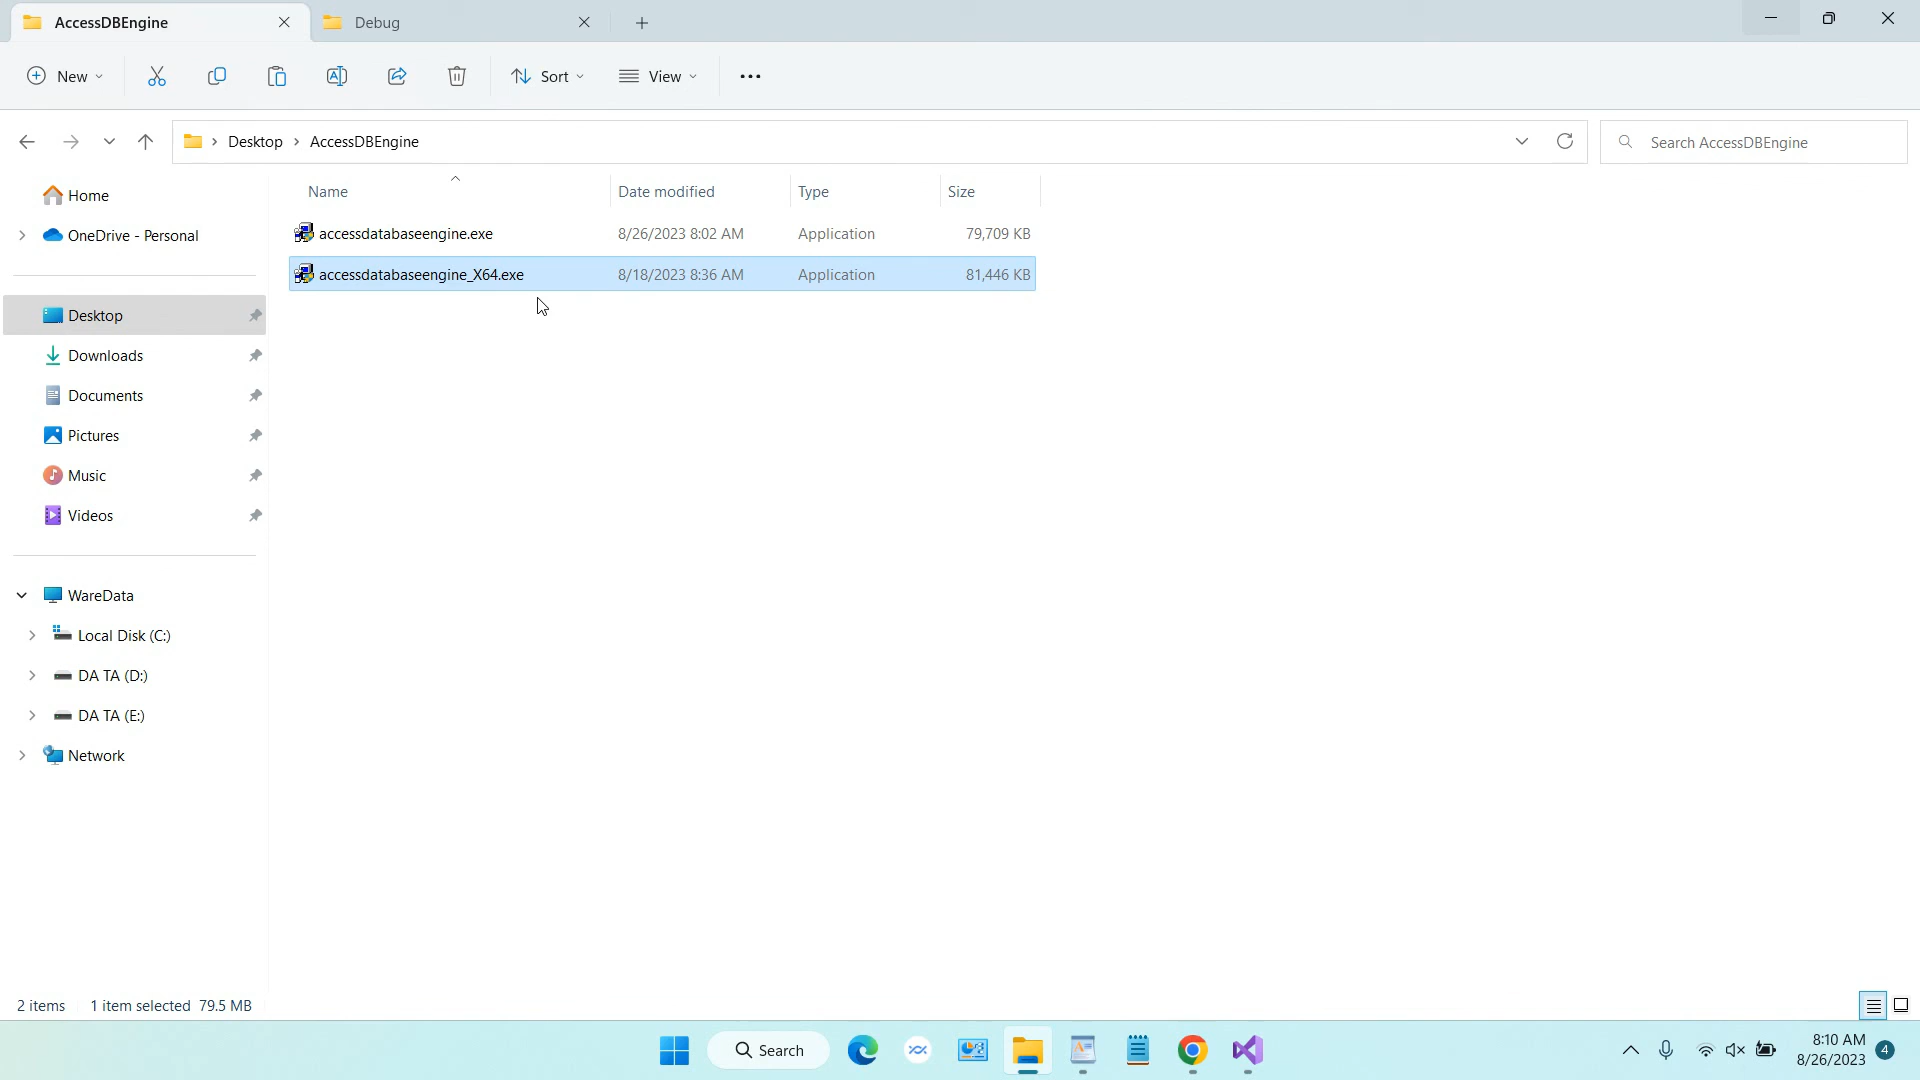 AccessDBEngine
Debug
New
Sort
View
Desktop
AccessDBEngine
Search AccessDBEngine
Name
Date modified
Type
Size
accessdatabaseengine.exe
8/26/2023 8:02 AM
Application
79,709 KB
accessdatabaseengine_X64.exe
8/18/2023 8:36 AM
Application
81,446 KB
Home
OneDrive - Personal
Desktop
Downloads
Documents
Pictures
Music
Videos
WareData
Local Disk (C:)
DA TA (D:)
DA TA (E:)
Network
2 items
1 item selected 79.5 MB
Search
8:10 AM
8/26/2023
4